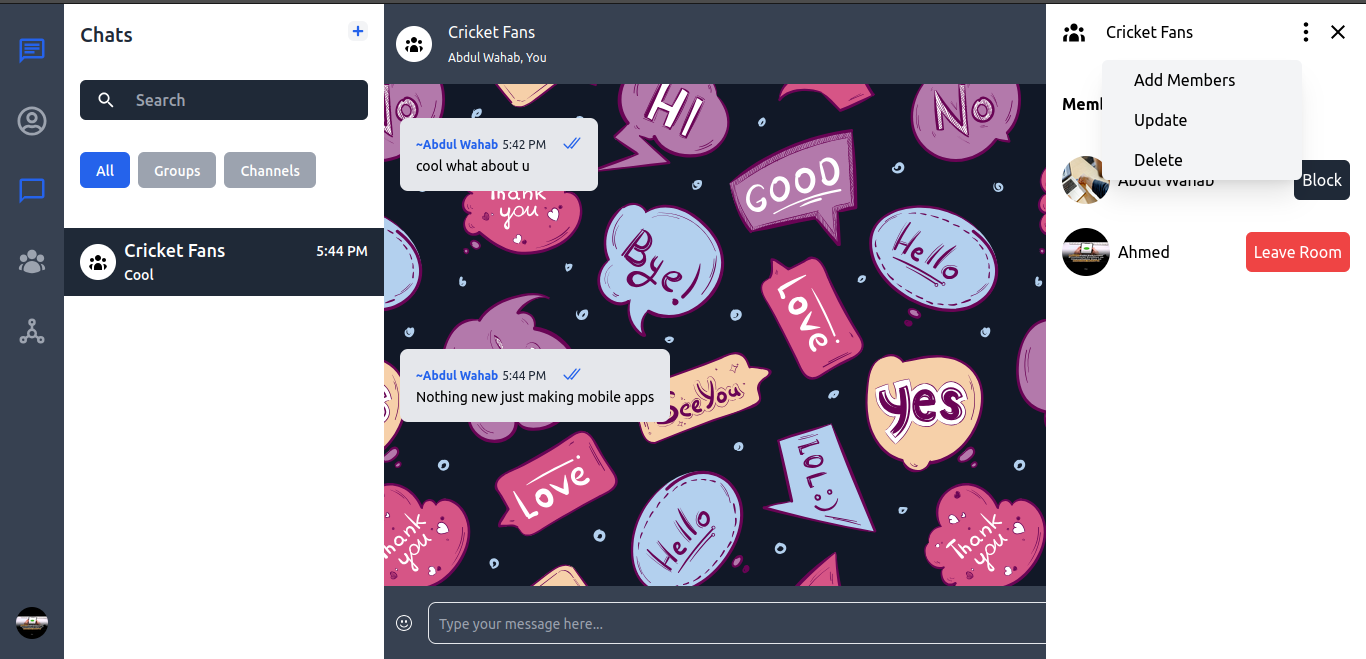 Chats
+
Search
All
Groups
Channels
Cricket Fans
5:44 PM
Cool
Cricket Fans
Abdul Wahab, You
~Abdul Wahab 5:42 PM
cool what about u
~Abdul Wahab 5:44 PM
Nothing new just making mobile apps
No
HI
GOOD
No
Thank
you
Bye!
Hello
Love!
See You
yes
Love
LOL:)
Hello
Thank
you
Thank
you
Type your message here...
Cricket Fans
Add Members
Update
Delete
Memb
Abdul Wahab
Block
Ahmed
Leave Room